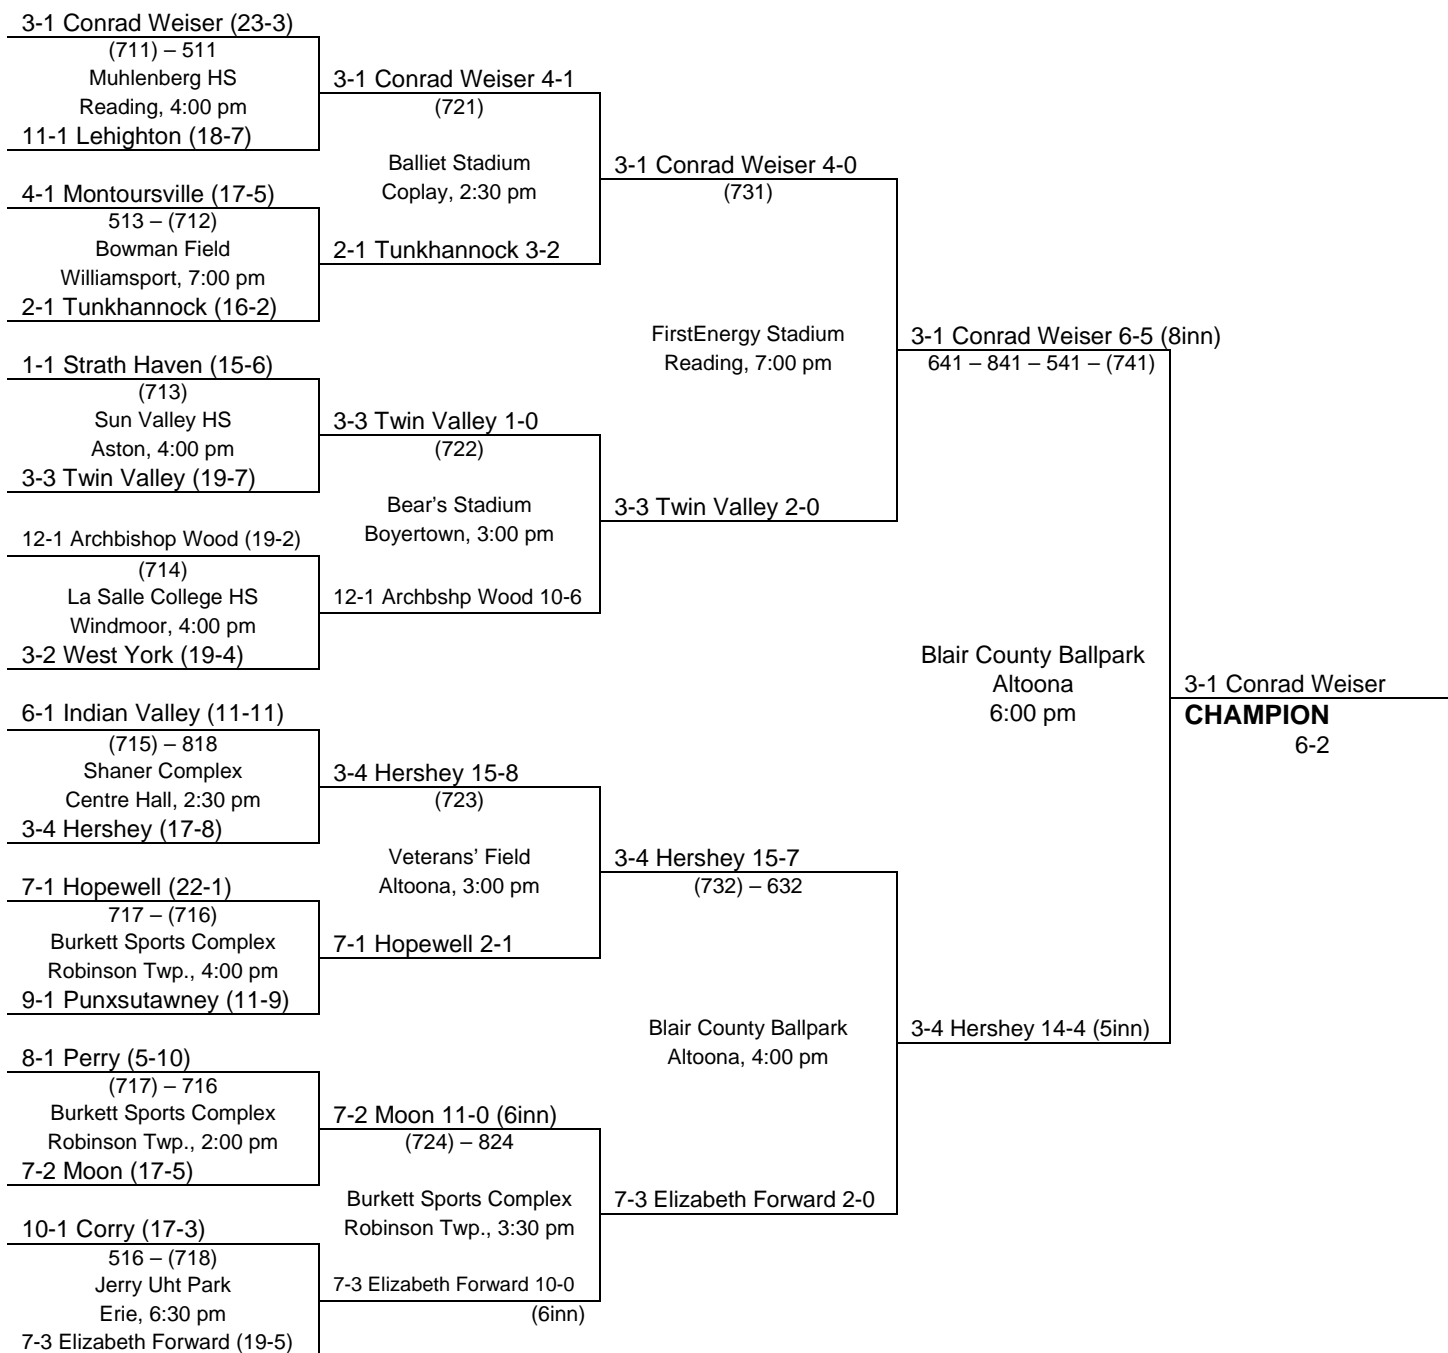 3-1 Conrad Weiser (23-3)
(711) – 511
Muhlenberg HS
Reading, 4:00 pm
11-1 Lehighton (18-7)
4-1 Montoursville (17-5)
513 – (712)
Bowman Field
Williamsport, 7:00 pm
2-1 Tunkhannock (16-2)
1-1 Strath Haven (15-6)
(713)
Sun Valley HS
Aston, 4:00 pm
3-3 Twin Valley (19-7)
12-1 Archbishop Wood (19-2)
(714)
La Salle College HS
Windmoor, 4:00 pm
3-2 West York (19-4)
6-1 Indian Valley (11-11)
(715) – 818
Shaner Complex
Centre Hall, 2:30 pm
3-4 Hershey (17-8)
7-1 Hopewell (22-1)
717 – (716)
Burkett Sports Complex
Robinson Twp., 4:00 pm
9-1 Punxsutawney (11-9)
8-1 Perry (5-10)
(717) – 716
Burkett Sports Complex
Robinson Twp., 2:00 pm
7-2 Moon (17-5)
10-1 Corry (17-3)
516 – (718)
Jerry Uht Park
Erie, 6:30 pm
7-3 Elizabeth Forward (19-5)
3-1 Conrad Weiser 4-1
(721)
Balliet Stadium
Coplay, 2:30 pm
2-1 Tunkhannock 3-2
3-3 Twin Valley 1-0
(722)
Bear's Stadium
Boyertown, 3:00 pm
12-1 Archbshp Wood 10-6
3-4 Hershey 15-8
(723)
Veterans' Field
Altoona, 3:00 pm
7-1 Hopewell 2-1
7-2 Moon 11-0 (6inn)
(724) – 824
Burkett Sports Complex
Robinson Twp., 3:30 pm
7-3 Elizabeth Forward 10-0
(6inn)
3-1 Conrad Weiser 4-0
(731)
FirstEnergy Stadium
Reading, 7:00 pm
3-3 Twin Valley 2-0
3-4 Hershey 15-7
(732) – 632
Blair County Ballpark
Altoona, 4:00 pm
7-3 Elizabeth Forward 2-0
3-1 Conrad Weiser 6-5 (8inn)
641 – 841 – 541 – (741)
Blair County Ballpark
Altoona
6:00 pm
3-4 Hershey 14-4 (5inn)
3-1 Conrad Weiser
CHAMPION
6-2